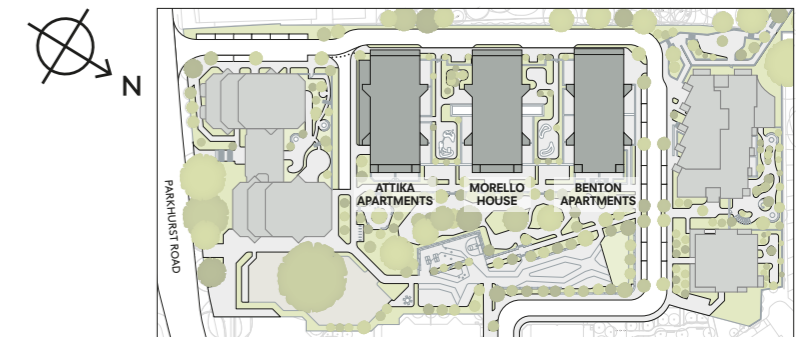 N
ATTIKA
APARTMENTS
MORELLO
HOUSE
BENTON
APARTMENTS
PARKHURST ROAD